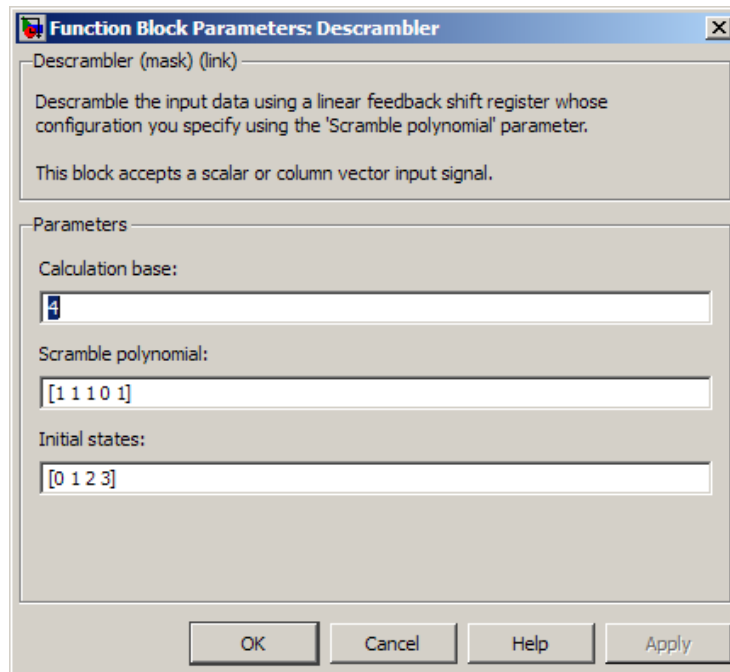 Function Block Parameters: Descrambler
Descrambler (mask) (link)
Descramble the input data using a linear feedback shift register whose
configuration you specify using the 'Scramble polynomial' parameter.
This block accepts a scalar or column vector input signal.
Parameters
Calculation base:
4
Scramble polynomial:
[1 1 1 0 1]
Initial states:
[0 1 2 3]
OK Cancel Help Apply